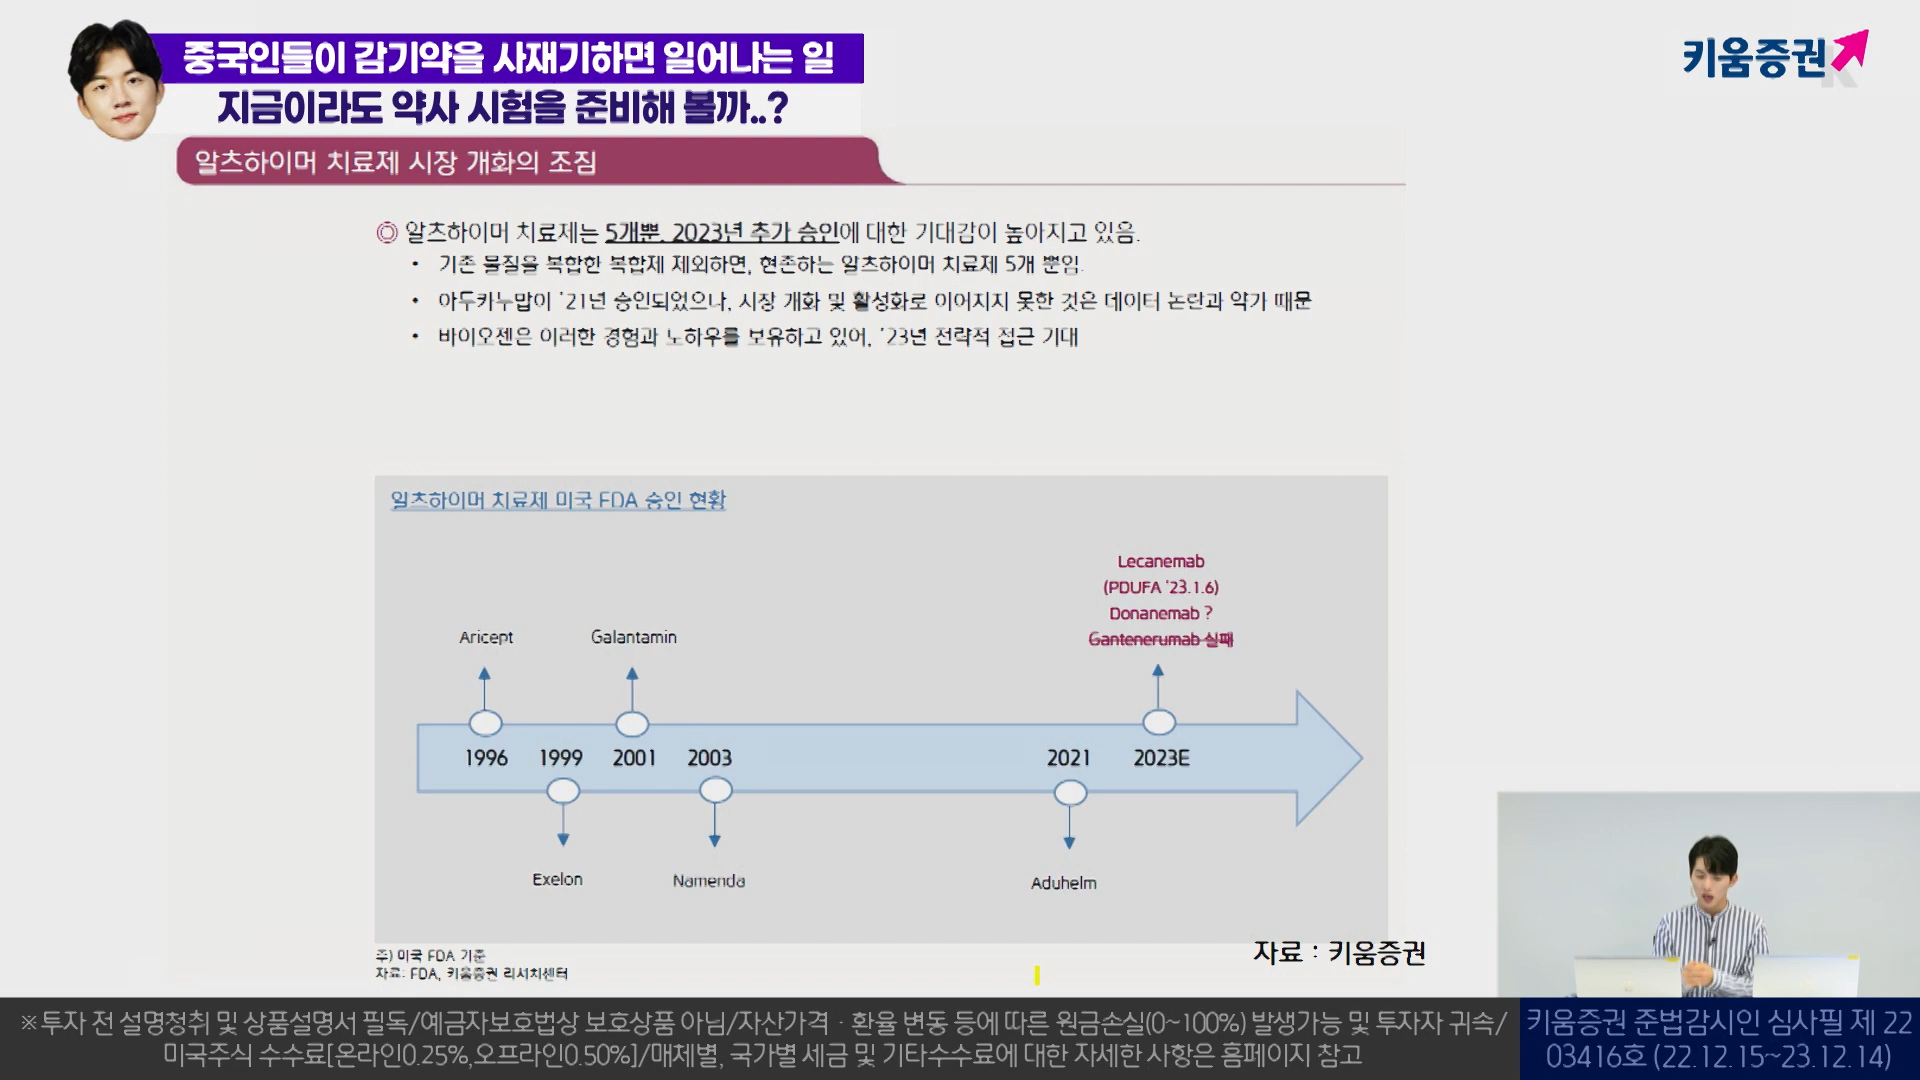 중국인들이 감기약을 사재기하면 일어나는 일
지금이라도 약사 시험을 준비해 볼까..?
키움증권
알츠하이머 치료제 시장 개화의 조짐
◎ 알츠하이머 치료제는 5개뿐, 2023년 추가 승인에 대한 기대감이 높아지고 있음.
• 기존 물질을 복합한 복합제 제외하면, 현존하는 알츠하이머 치료제 5개 뿐임.
• 아두카누맙이 '21년 승인되었으나, 시장 개화 및 활성화로 이어지지 못한 것은 데이터 논란과 약가 때문
• 바이오젠은 이러한 경험과 노하우를 보유하고 있어, '23년 전략적 접근 기대
알츠하이머 치료제 미국 FDA 승인 현황
Lecanemab
(PDUFA '23.1.6)
Donanemab ?
Gantenerumab 실패
Aricept
Galantamin
1996
1999
2001
2003
2021
2023E
Exelon
Namenda
Aduhelm
주) 미국 FDA 기준
자료: FDA, 키움증권 리서치센터
자료 : 키움증권
※투자 전 설명청취 및 상품설명서 필독/예금자보호법상 보호상품 아님/자산가격 · 환율 변동 등에 따른 원금손실(0~100%) 발생가능 및 투자자 귀속/
미국주식 수수료[온라인0.25%,오프라인0.50%]/매체별, 국가별 세금 및 기타수수료에 대한 자세한 사항은 홈페이지 참고
키움증권 준법감시인 심사필 제 22
03416호 (22.12.15~23.12.14)